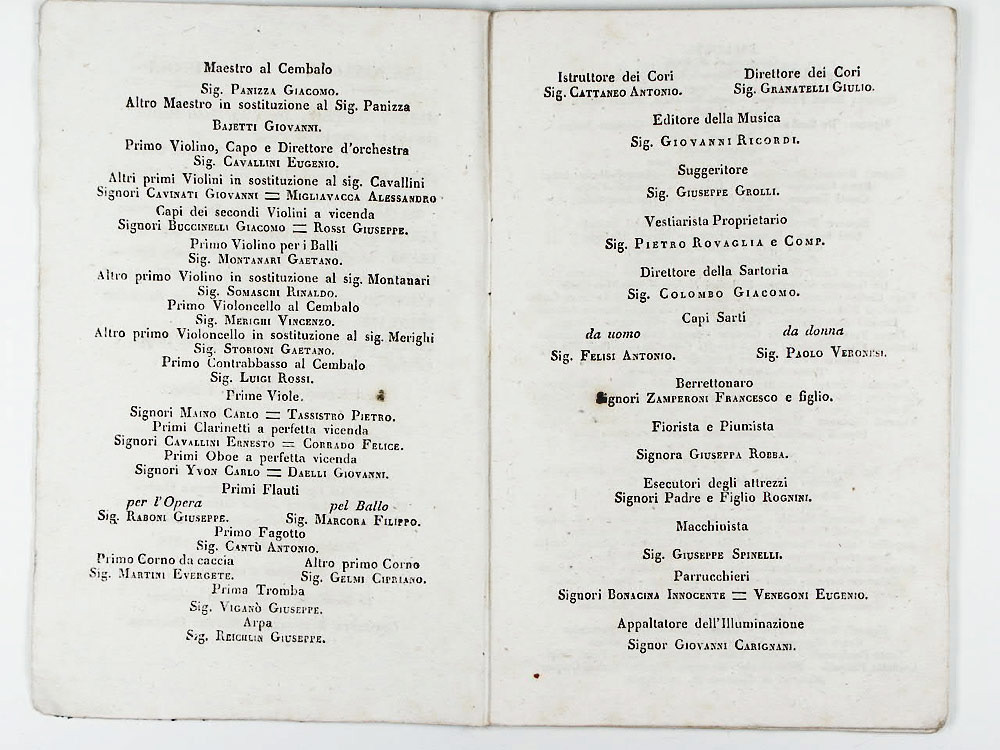 Maestro al Cembalo
Sig. PANIZZA GIACOMO.
Altro Maestro in sostituzione al Sig. Panizza
BAJETTI GIOVANNI.
Primo Violino, Capo e Direttore d'orchestra
Sig. CAVALLINI EUGENIO.
Altri primi Violini in sostituzione al sig. Cavallini
Signori CAVINATI GIOVANNI = MIGLIAVACCA ALESSANDRO
Capi dei secondi Violini a vicenda
Signori BUCCINELLI GIACOMO = ROSSI GIUSEPPE.
Primo Violino per i Balli
Sig. MONTANARI GAETANO.
Altro primo Violino in sostituzione al sig. Montanari
Sig. SOMASCHI RINALDO.
Primo Violoncello al Cembalo
Sig. MERIGHI VINCENZO.
Altro primo Violoncello in sostituzione al sig. Merighi
Sig. STORIONI GAETANO.
Primo Contrabbasso al Cembalo
Sig. LUIGI ROSSI.
Prime Viole.
Signori MAINO CARLO = TASSISTRO PIETRO.
Primi Clarinetti a perfetta vicenda
Signori CAVALLINI ERNESTO = CORRADO FELICE.
Primi Oboe a perfetta vicenda
Signori YVON CARLO = DAELLI GIOVANNI.
Primi Flauti
per l'Opera pel Ballo
Sig. RABONI GIUSEPPE. Sig. MARCORA FILIPPO.
Primo Fagotto
Sig. CANTÙ ANTONIO.
Primo Corno da caccia Altro primo Corno
Sig. MARTINI EVERGETE. Sig. GELMI CIPRIANO.
Prima Tromba
Sig. VIGANÒ GIUSEPPE.
Arpa
Sig. REICHLIN GIUSEPPE.
Istruttore dei Cori Direttore dei Cori
Sig. CATTANEO ANTONIO. Sig. GRANATELLI GIULIO.
Editore della Musica
Sig. GIOVANNI RICORDI.
Suggeritore
Sig. GIUSEPPE GROLLI.
Vestiarista Proprietario
Sig. PIETRO ROVAGLIA e COMP.
Direttore della Sartoria
Sig. COLOMBO GIACOMO.
Capi Sarti
da uomo da donna
Sig. FELISI ANTONIO. Sig. PAOLO VERONESI.
Berrettonaro
Signori ZAMPERONI FRANCESCO e figlio.
Fiorista e Piumista
Signora GIUSEPPA ROBBA.
Esecutori degli attrezzi
Signori Padre e Figlio ROGNINI.
Macchinista
Sig. GIUSEPPE SPINELLI.
Parrucchieri
Signori BONACINA INNOCENTE = VENEGONI EUGENIO.
Appaltatore dell'Illuminazione
Signor GIOVANNI CARIGNANI.